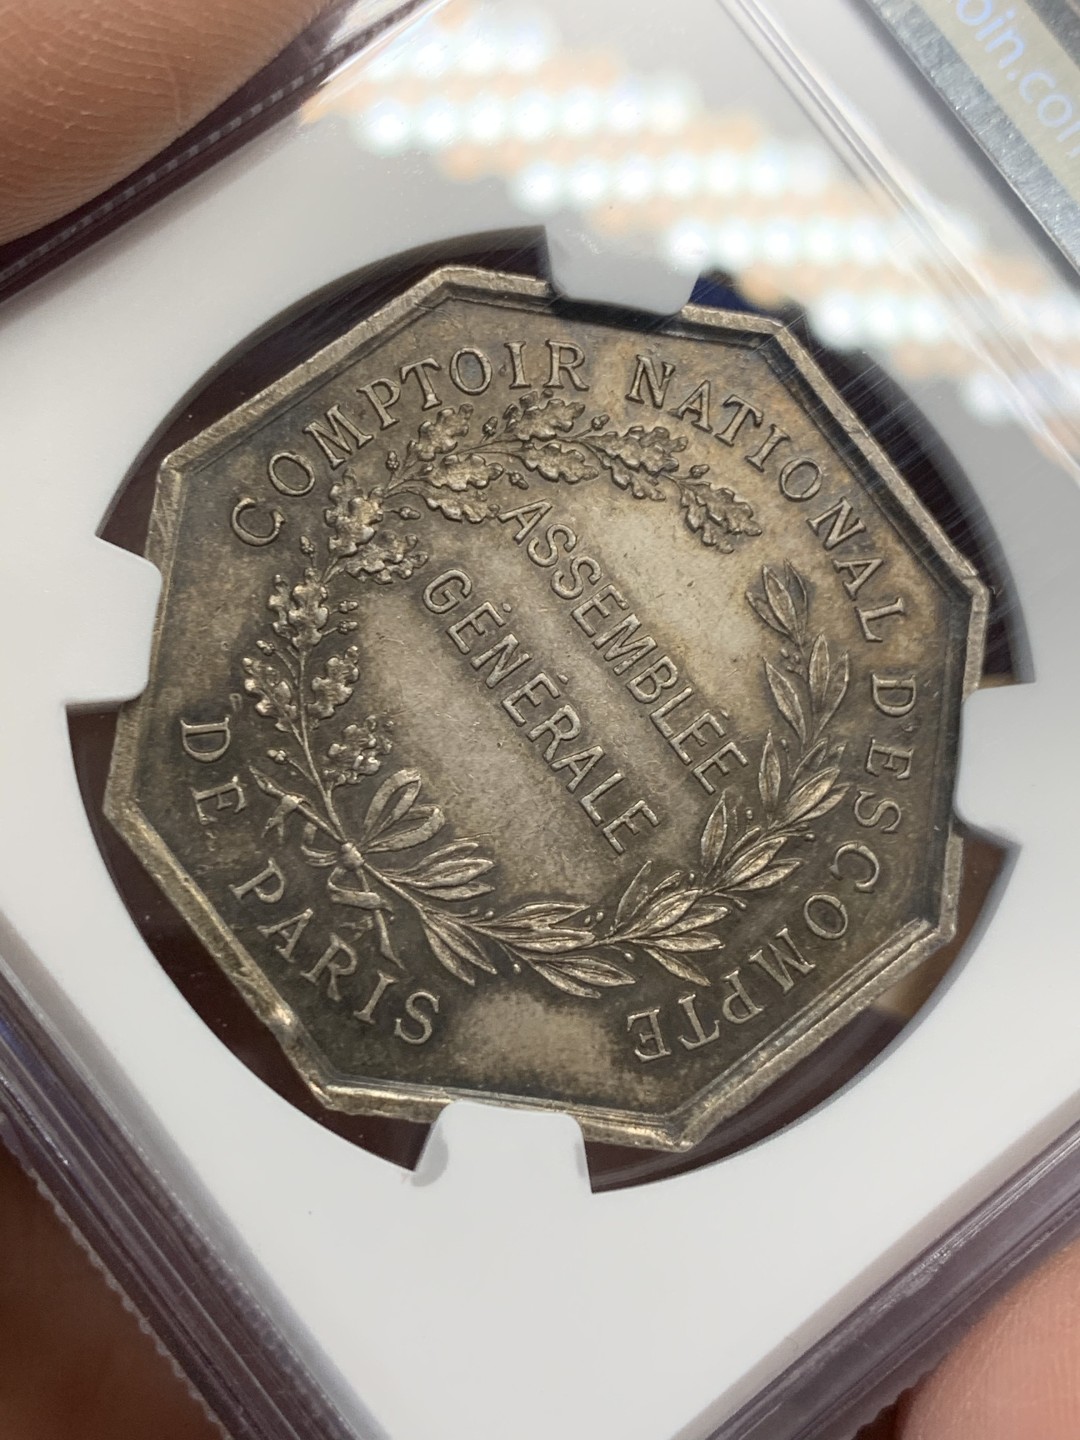 COMPTOIR NATIONAL D'ESCOMPTE
DE PARIS
ASSEMBLÉE
GÉNÉRALE